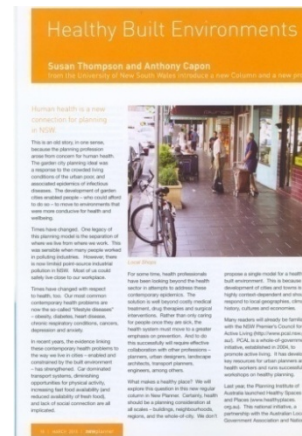 Healthy Built Environments
Susan Thompson and Anthony Capon
from the University of New South Wales introduce a new Column and a new
Human health is a new
connection for planning
in NSW.
This is an old story, in one sense,
because the planning profession
arose from concern for human health.
The garden city planning ideal was
a response to the crowded living
conditions of the urban poor, and
associated epidemics of infectious
diseases. The development of garden
cities enabled people - who could afford
to do so - to move to environments that
were more conducive for health and
wellbeing.
Times have changed. One legacy of
this planning model is the separation of
where we live from where we work. This
was sensible when many people worked
in polluting industries. However, there
is now limited point-source industrial
pollution in NSW. Most of us could
safely live close to our workplace.
Times have changed with respect
to health, too. Our most common
contemporary health problems are
now the so-called "lifestyle diseases"
- obesity, diabetes, heart disease,
chronic respiratory conditions, cancers,
depression and anxiety.
In recent years, the evidence linking
these contemporary health problems to
the way we live in cities - enabled and
constrained by the built environment
- has strengthened. Car dominated
transport systems, diminishing
opportunities for physical activity,
increasing fast food availability (and
reduced availability of fresh food),
and lack of social connection are all
implicated.
Local Shops
For some time, health professionals
have been looking beyond the health
sector in attempts to address these
contemporary epidemics. The
solution is well beyond costly medical
treatment, drug therapies and surgical
interventions. Rather than only caring
for people once they are sick, the
health system must move to a greater
emphasis on prevention. And to do
this successfully will require effective
collaboration with other professions -
planners, urban designers, landscape
architects, transport planners,
engineers, among others.
What makes a healthy place? We will
explore this question in this new regular
column in New Planner. Certainly, health
should be a planning consideration at
all scales - buildings, neighbourhoods,
regions, and the whole-of-city. We don't
propose a single model for a health
built environment. This is because
development of cities and towns is
highly context-dependent and should
respond to local geographies, clima
history, cultures and economies.
Many readers will already be familiar
with the NSW Premier's Council for
Active Living (http://www.pcal.nsw.
au/). PCAL is a whole-of-government
initiative, established in 2004, to
promote active living. It has develop
key resources for urban planners and
health workers and runs successful
workshops on healthy planning.
Last year, the Planning Institute of
Australia launched Healthy Spaces
and Places (www.healthyplaces.
org.au). This national initiative, a
partnership with the Australian Local
Government Association and Natio
MARCH 2010